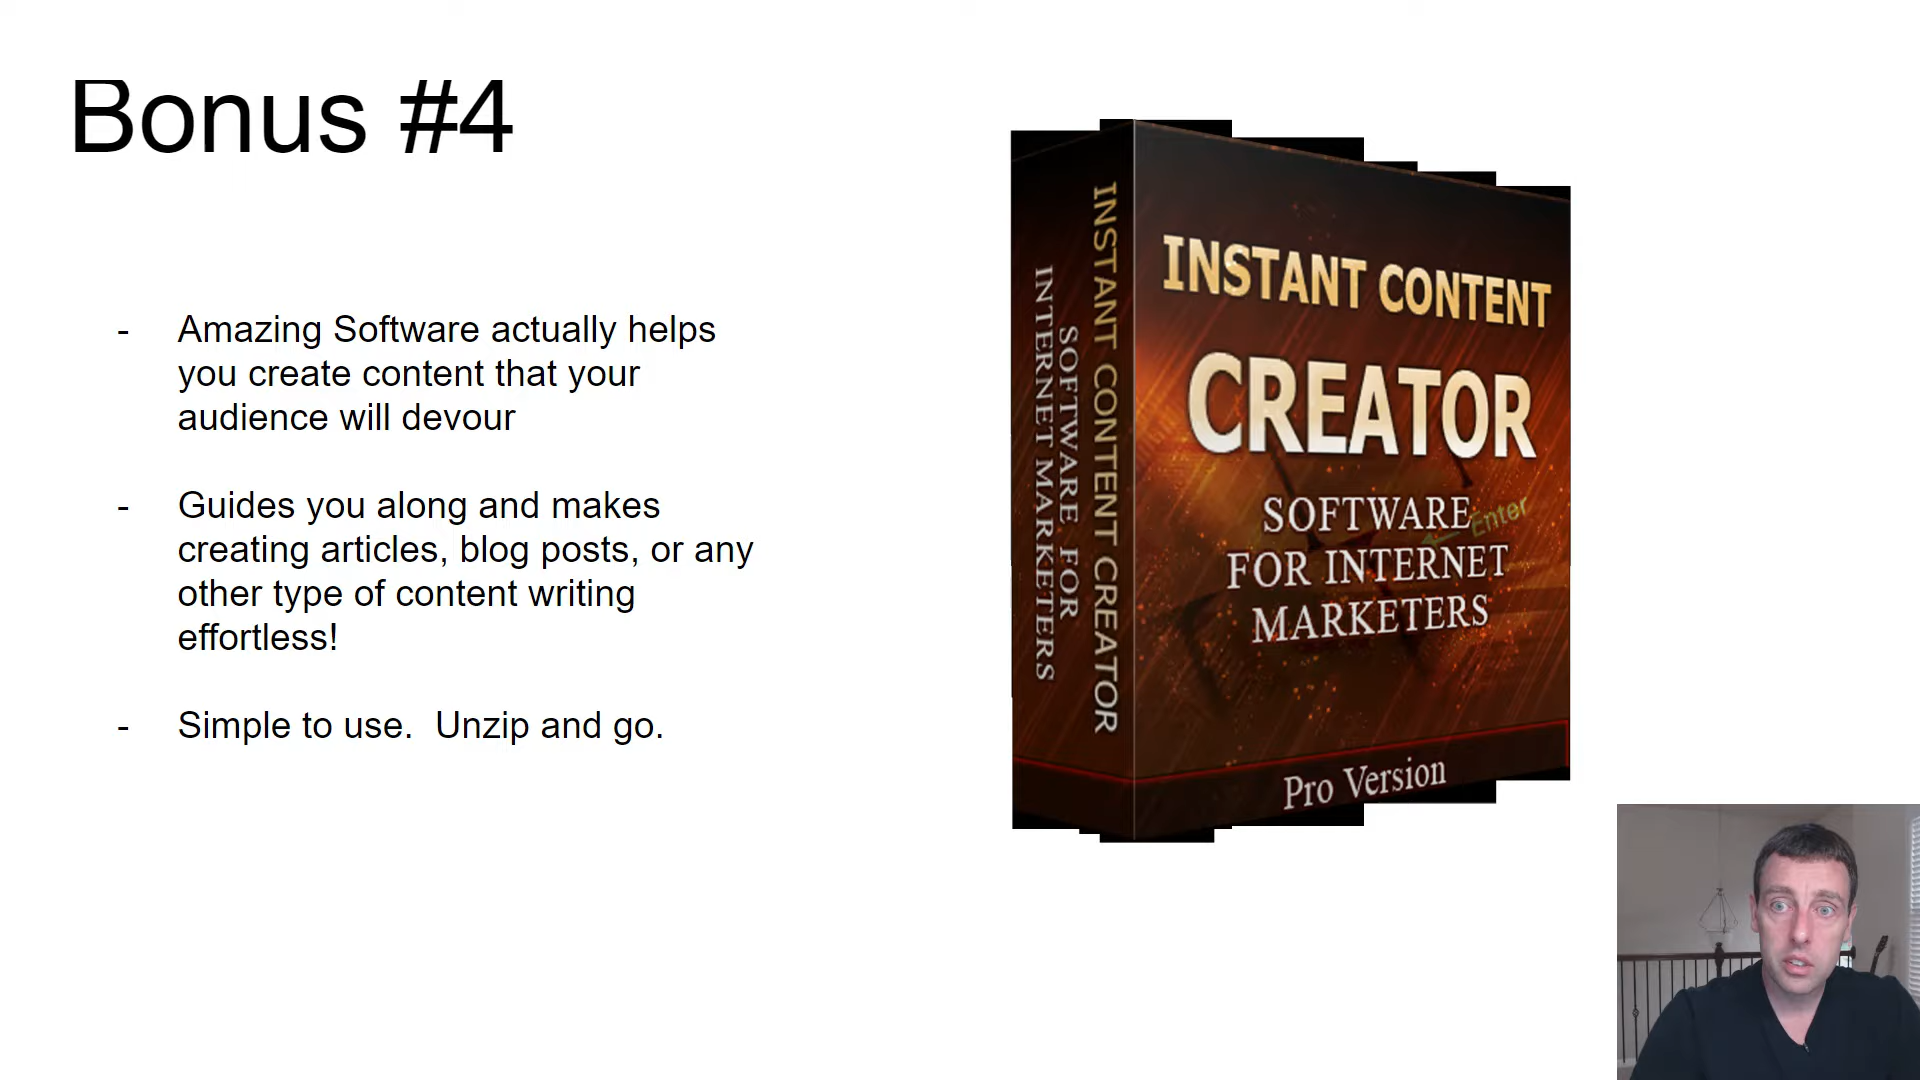 Bonus #4
- Amazing Software actually helps
you create content that your
audience will devour
- Guides you along and makes
creating articles, blog posts, or any
other type of content writing
effortless!
- Simple to use.  Unzip and go.
INSTANT CONTENT CREATOR
SOFTWARE FOR
INTERNET MARKETERS
INSTANT CONTENT
CREATOR
SOFTWARE
Enter
FOR INTERNET
MARKETERS
Pro Version